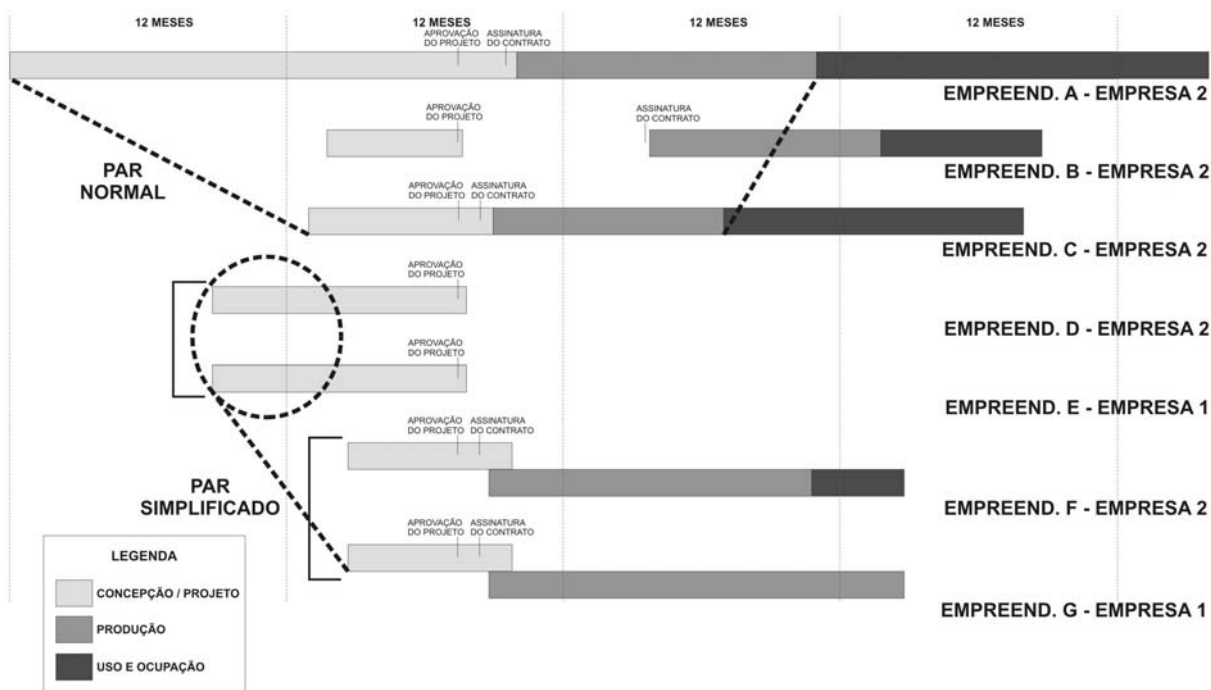 12 MESES
12 MESES
12 MESES
12 MESES
APROVAÇÃO
DO PROJETO
ASSINATURA
DO CONTRATO
EMPREEND. A - EMPRESA 2
APROVAÇÃO
DO PROJETO
ASSINATURA
DO CONTRATO
EMPREEND. B - EMPRESA 2
PAR
NORMAL
APROVAÇÃO
DO PROJETO
ASSINATURA
DO CONTRATO
EMPREEND. C - EMPRESA 2
APROVAÇÃO
DO PROJETO
EMPREEND. D - EMPRESA 2
APROVAÇÃO
DO PROJETO
EMPREEND. E - EMPRESA 1
APROVAÇÃO
DO PROJETO
ASSINATURA
DO CONTRATO
PAR
SIMPLIFICADO
EMPREEND. F - EMPRESA 2
APROVAÇÃO
DO PROJETO
ASSINATURA
DO CONTRATO
EMPREEND. G - EMPRESA 1
LEGENDA
CONCEPÇÃO / PROJETO
PRODUÇÃO
USO E OCUPAÇÃO